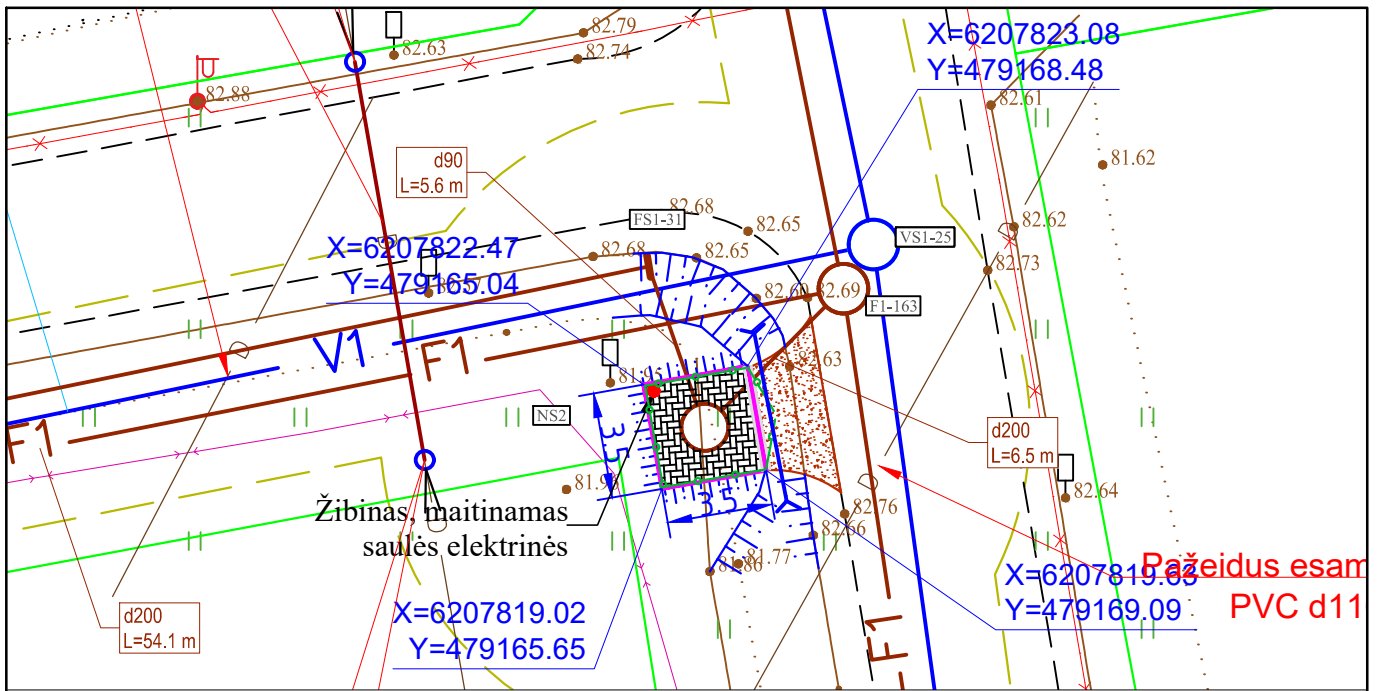 82.79
82.63
82.74
82.88
X=6207823.08
Y=479168.48
82.61
81.62
d90
L=5.6 m
82.68
FS1-31
82.65
82.62
VS1-25
X=6207822.47
Y=479165.04
82.68
82.65
82.73
82.69
F1-163
V1
F1
82.63
NS2
3.5
3.5
F1
d200
L=6.5 m
82.64
Žibinas, maitinamas
saulės elektrinės
82.76
82.66
81.77
81.86
Pažeidus esam
PVC d11
X=6207819.63
Y=479169.09
X=6207819.02
Y=479165.65
d200
L=54.1 m
F1
D
D
D
D